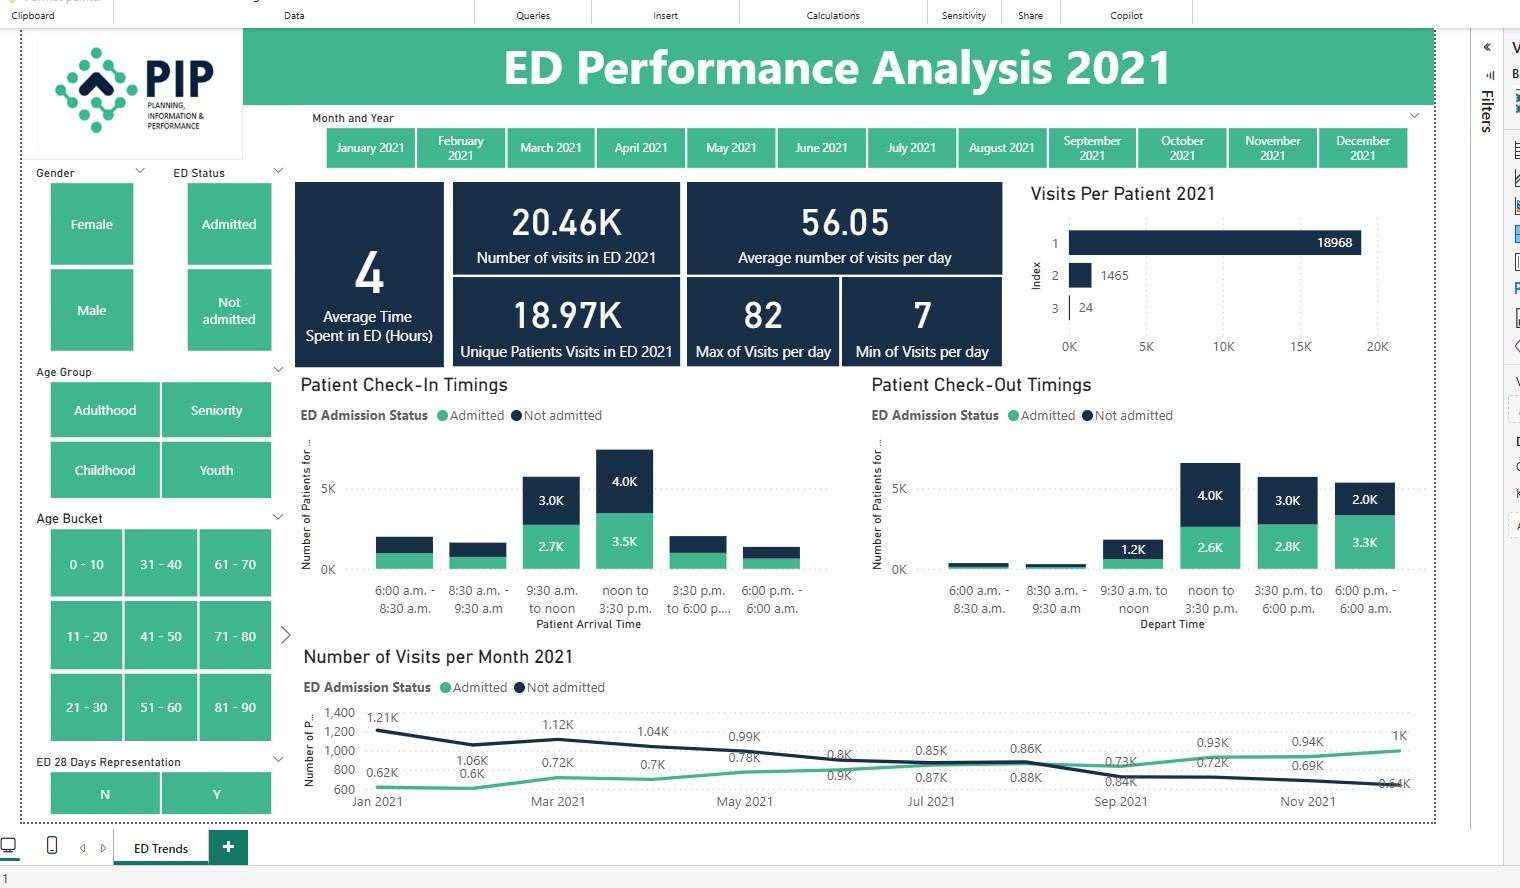 Clipboard
Data
Queries
Insert
Calculations
Sensitivity
Share
Copilot
PIP
PLANNING,
INFORMATION &
PERFORMANCE
ED Performance Analysis 2021
Filters
Month and Year
January 2021
February
2021
March 2021
April 2021
May 2021
June 2021
July 2021
August 2021
September
2021
October
2021
November
2021
December
2021
Gender
Female
Male
ED Status
Admitted
Not
admitted
Age Group
Adulthood
Seniority
Childhood
Youth
Age Bucket
0 - 10
31 - 40
61 - 70
11 - 20
41 - 50
71 - 80
21 - 30
51 - 60
81 - 90
ED 28 Days Representation
N
Y
4
Average Time
Spent in ED (Hours)
20.46K
Number of visits in ED 2021
18.97K
Unique Patients Visits in ED 2021
56.05
Average number of visits per day
82
Max of Visits per day
7
Min of Visits per day
Visits Per Patient 2021
Index
1
18968
2
1465
3
24
0K
5K
10K
15K
20K
Patient Check-In Timings
ED Admission Status
Admitted
Not admitted
Number of Patients for ...
5K
0K
3.0K
2.7K
4.0K
3.5K
6:00 a.m. -
8:30 a.m.
8:30 a.m. -
9:30 a.m
9:30 a.m.
to noon
noon to
3:30 p.m.
3:30 p.m.
to 6:00 p....
6:00 p.m. -
6:00 a.m.
Patient Arrival Time
Patient Check-Out Timings
ED Admission Status
Admitted
Not admitted
Number of Patients for ...
5K
0K
1.2K
4.0K
2.6K
3.0K
2.8K
2.0K
3.3K
6:00 a.m. -
8:30 a.m.
8:30 a.m. -
9:30 a.m
9:30 a.m. to
noon
noon to
3:30 p.m.
3:30 p.m. to
6:00 p.m.
6:00 p.m. -
6:00 a.m.
Depart Time
Number of Visits per Month 2021
ED Admission Status
Admitted
Not admitted
Number of P...
1,400
1,200
1,000
800
600
1.21K
1.06K
1.12K
1.04K
0.99K
0.9K
0.87K
0.88K
0.73K
0.72K
0.69K
0.64K
0.62K
0.6K
0.72K
0.7K
0.78K
0.8K
0.85K
0.86K
0.84K
0.93K
0.94K
1K
Jan 2021
Mar 2021
May 2021
Jul 2021
Sep 2021
Nov 2021
ED Trends
+
1